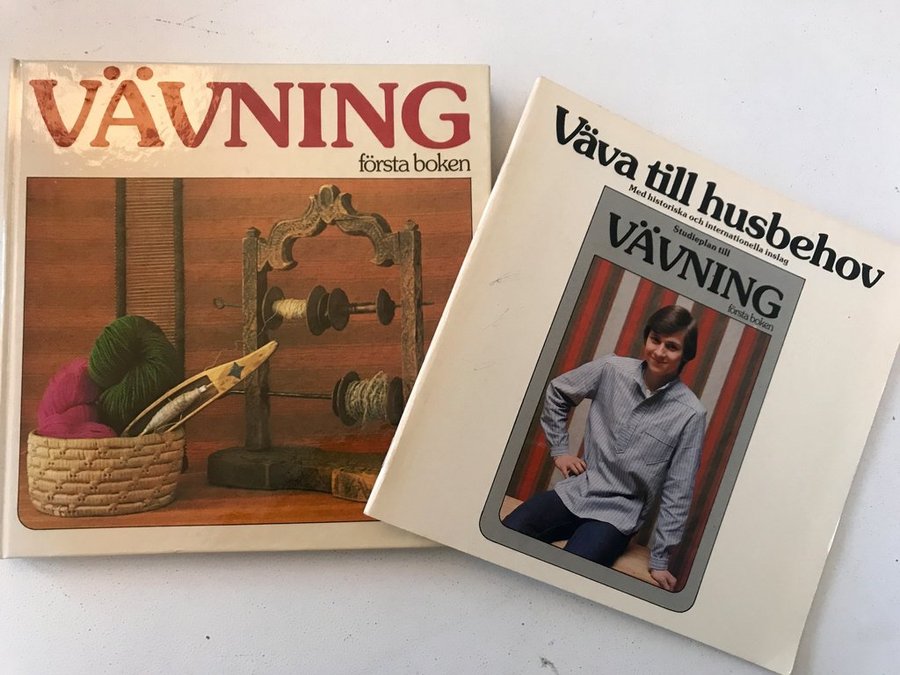 VÄVNING
första boken
Väva till husbehov
Med historiska och internationella inslag
Studieplan till
VÄVNING
första boken